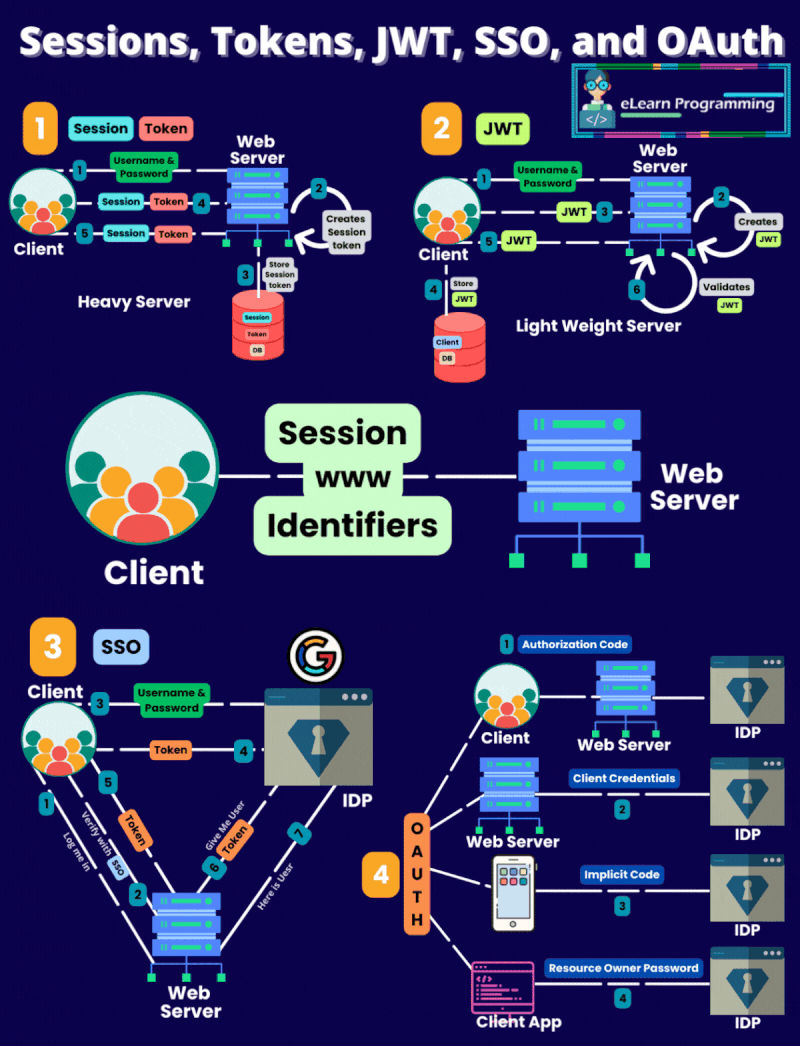 Sessions, Tokens, JWT, SSO, and OAuth
eLearn Programming
1
Session Token
Web
Server
1
Username &
Password
2
Session Token 4
Creates
Session
token
5 Session Token
Client
3
Store
Session
token
Heavy Server
Session
Token
DB
2
JWT
Web
Server
1
Username &
Password
2
JWT 3
Creates
JWT
5 JWT
Client
4
Store
JWT
6
Validates
JWT
Light Weight Server
Client
DB
Session
www
Identifiers
Web
Server
Client
3
SSO
G
Client
3
Username &
Password
Token 4
IDP
1
Log me in
Verify with SSO
2
5
Token
Give Me User
Token
6
7
Here is Uesr
Web
Server
4
OAUTH
1 Authorization Code
Client
Web Server
IDP
Client Credentials
2
Web Server
IDP
Implicit Code
3
IDP
Resource Owner Password
4
Client App
IDP